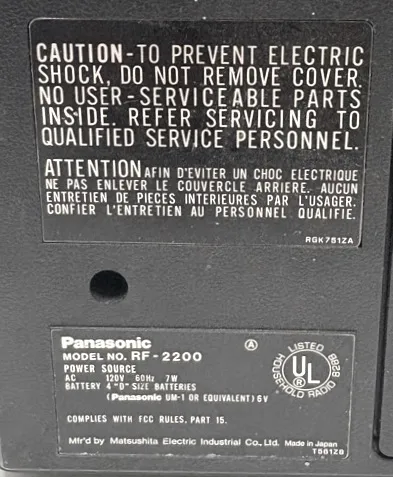 CAUTION-TO PREVENT ELECTRIC
SHOCK, DO NOT REMOVE COVER.
NO USER-SERVICEABLE PARTS
INSIDE. REFER SERVICING TO
QUALIFIED SERVICE PERSONNEL.
ATTENTION AFIN D'EVITER UN CHOC ELECTRIQUE
NE PAS ENLEVER LE COUVERCLE ARRIERE. AUCUN
ENTRETIEN DE PIECES INTERIEURES PAR L'USAGER.
CONFIER L'ENTRETIEN AU PERSONNEL QUALIFIE.
RGK751ZA
Panasonic
MODEL NO. RF-2200
POWER SOURCE
AC 120V 60Hz 7W
BATTERY 4 "D" SIZE BATTERIES
(Panasonic UM-1 OR EQUIVALENT) 6V
COMPLIES WITH FCC RULES, PART 15.
Mfr'd by Matsushita Electric Industrial Co., Ltd. Made in Japan
TS61ZB
A
LISTED 828B
UL ®
HOUSEHOLD RADIO